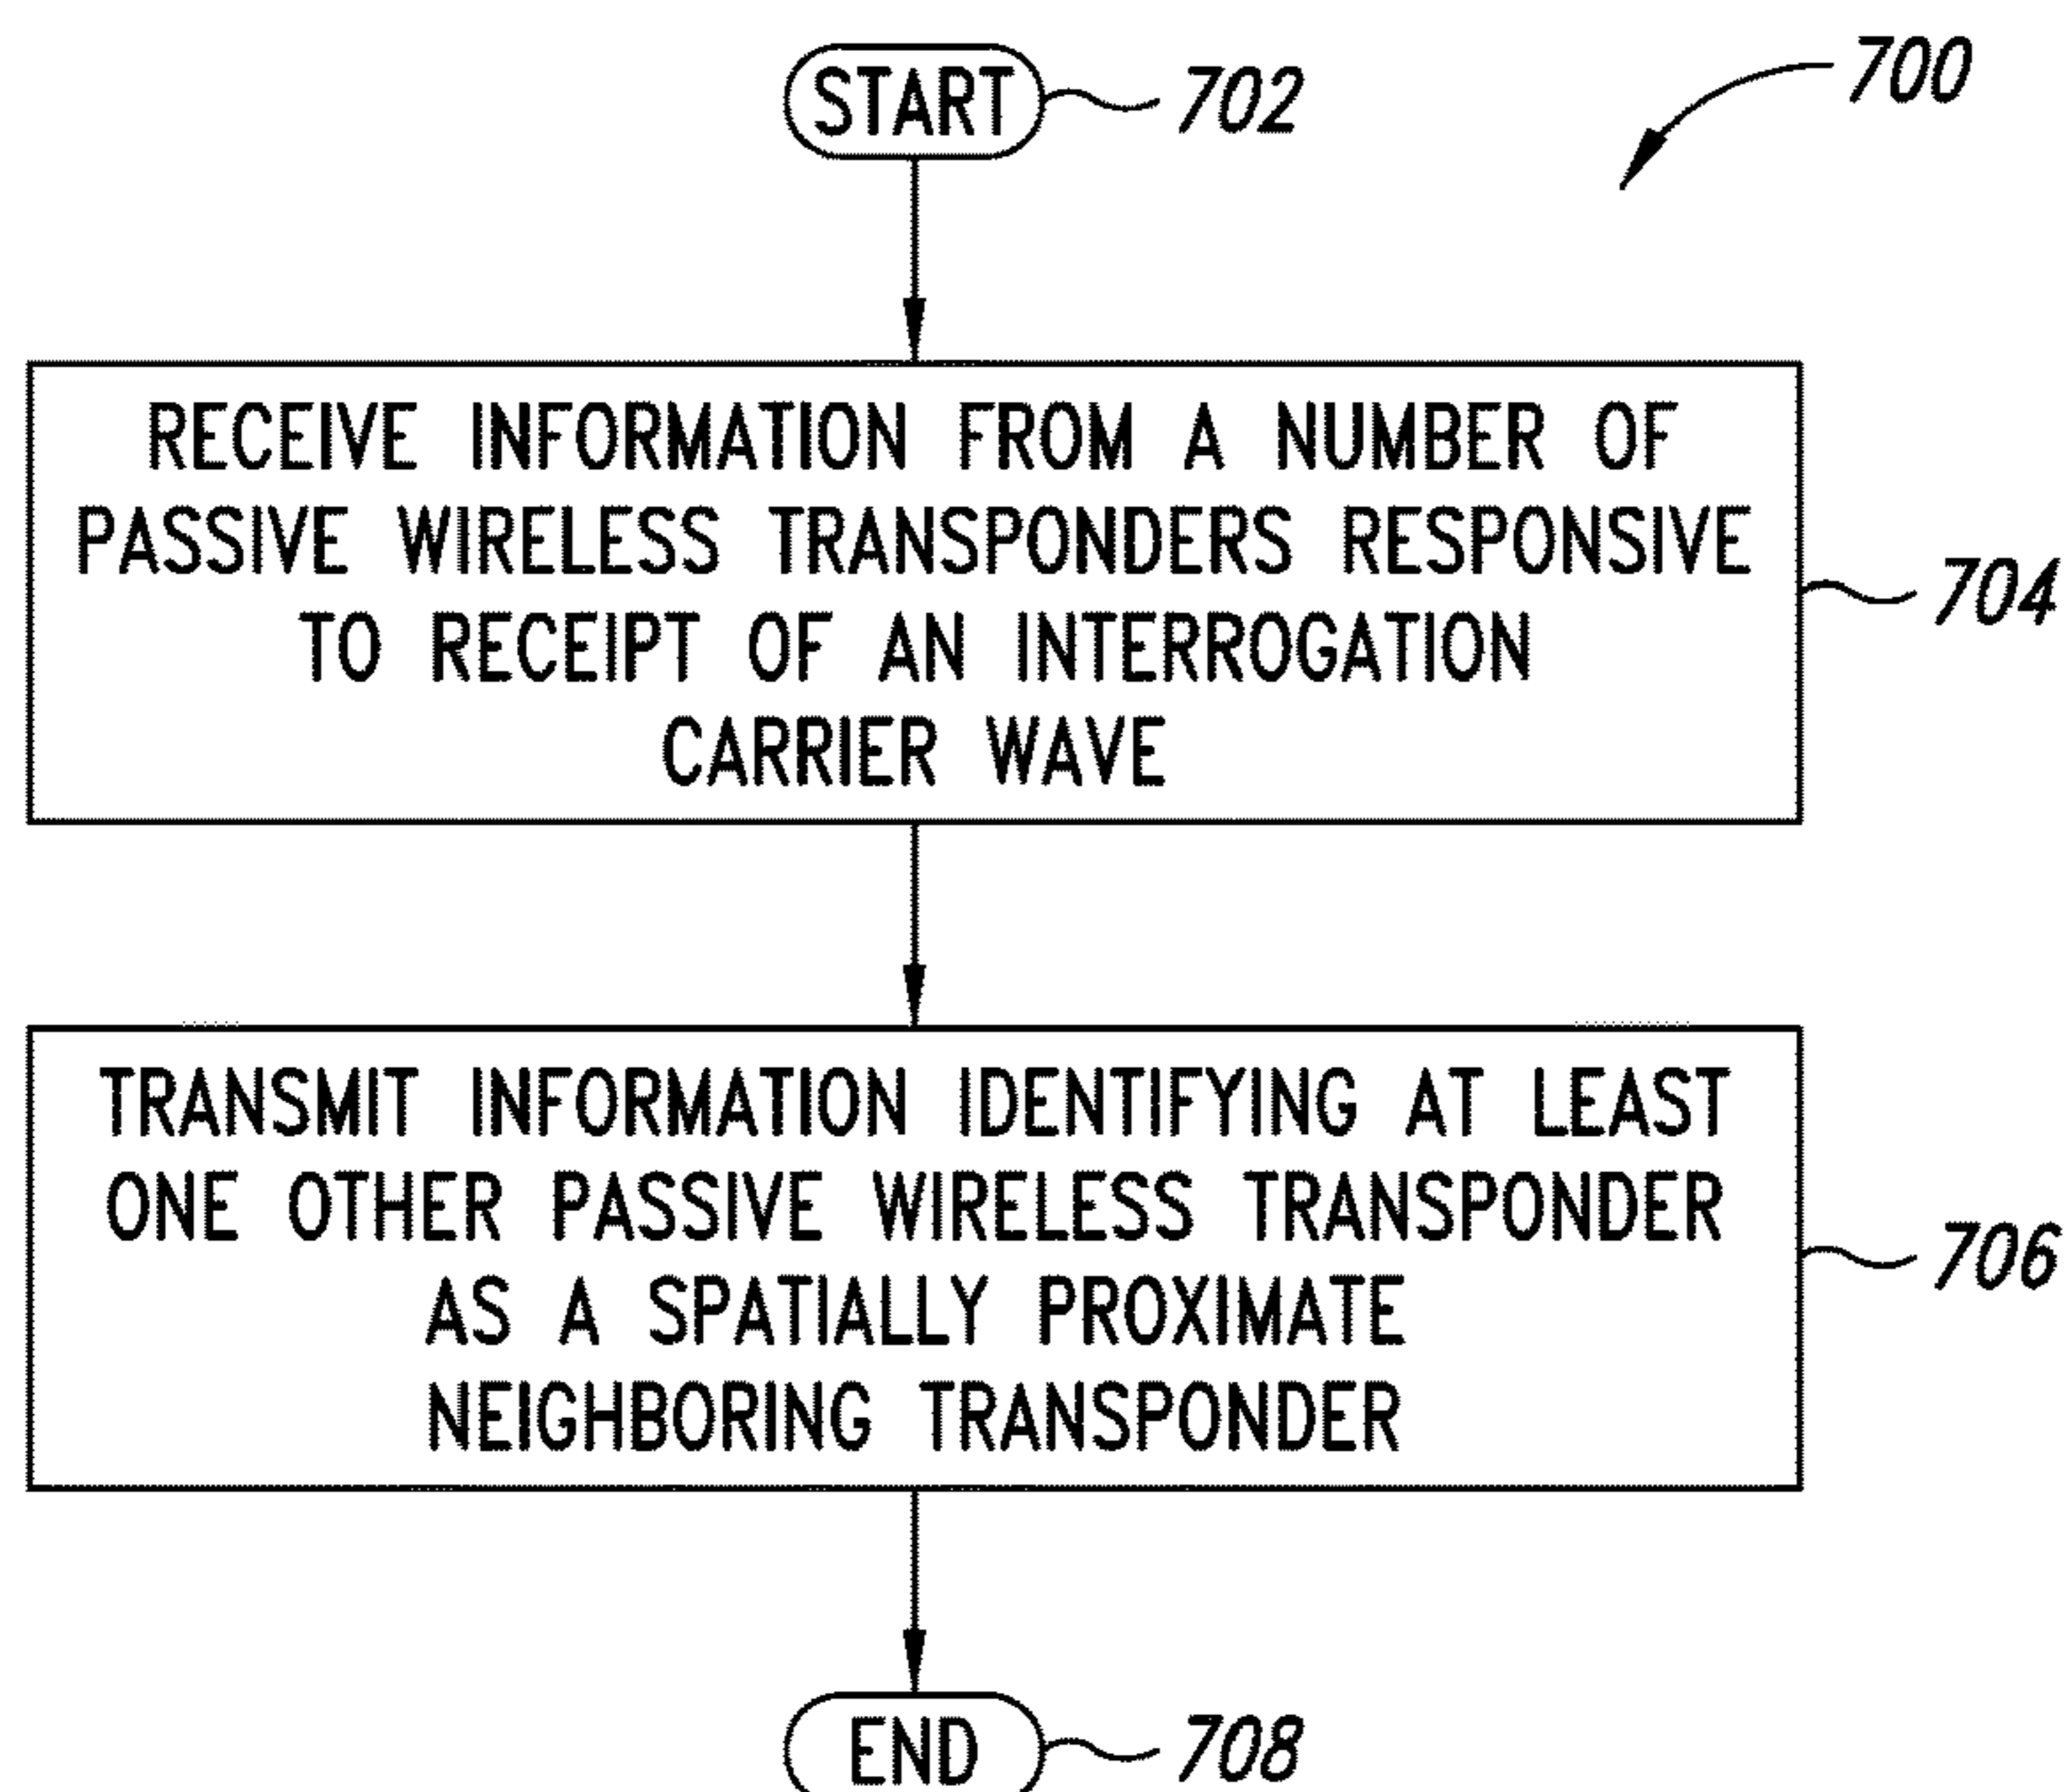 START
702
700
RECEIVE INFORMATION FROM A NUMBER OF
PASSIVE WIRELESS TRANSPONDERS RESPONSIVE
TO RECEIPT OF AN INTERROGATION
CARRIER WAVE
704
TRANSMIT INFORMATION IDENTIFYING AT LEAST
ONE OTHER PASSIVE WIRELESS TRANSPONDER
AS A SPATIALLY PROXIMATE
NEIGHBORING TRANSPONDER
706
END
708